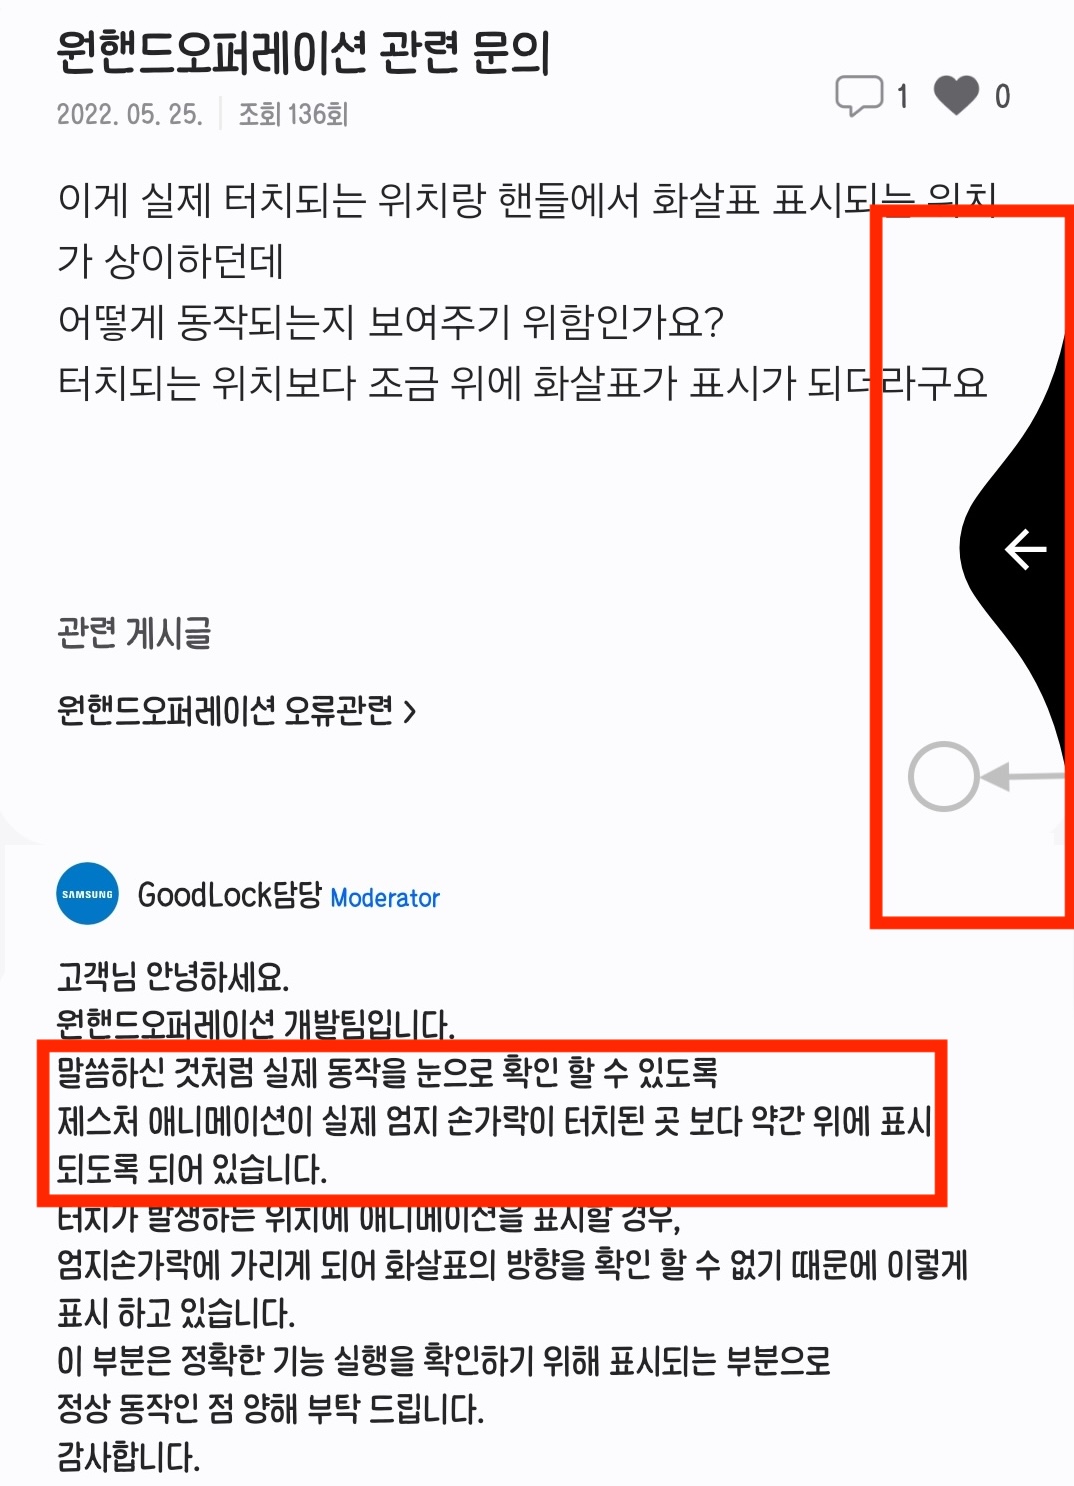 원핸드오퍼레이션 관련 문의
2022. 05. 25. 조회 136회
1 0
이게 실제 터치되는 위치랑 핸들에서 화살표 표시되는 위치
가 상이하던데
어떻게 동작되는지 보여주기 위함인가요?
터치되는 위치보다 조금 위에 화살표가 표시가 되더라구요
관련 게시글
원핸드오퍼레이션 오류관련 >
SAMSUNG GoodLock담당 Moderator
고객님 안녕하세요.
원핸드오퍼레이션 개발팀입니다.
말씀하신 것처럼 실제 동작을 눈으로 확인 할 수 있도록
제스처 애니메이션이 실제 엄지 손가락이 터치된 곳 보다 약간 위에 표시
되도록 되어 있습니다.
터치가 발생하는 위치에 애니메이션을 표시할 경우,
엄지손가락에 가리게 되어 화살표의 방향을 확인 할 수 없기 때문에 이렇게
표시 하고 있습니다.
이 부분은 정확한 기능 실행을 확인하기 위해 표시되는 부분으로
정상 동작인 점 양해 부탁 드립니다.
감사합니다.